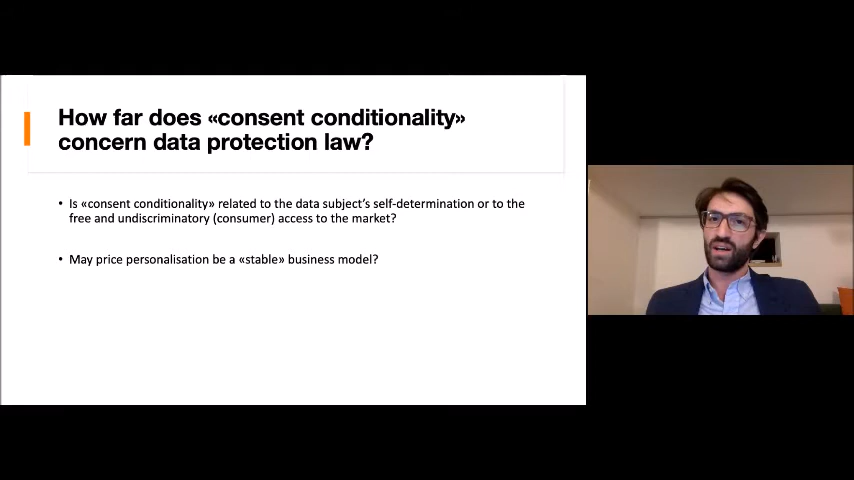 How far does «consent conditionality»
concern data protection law?
• Is «consent conditionality» related to the data subject's self-determination or to the
free and undiscriminatory (consumer) access to the market?
• May price personalisation be a «stable» business model?